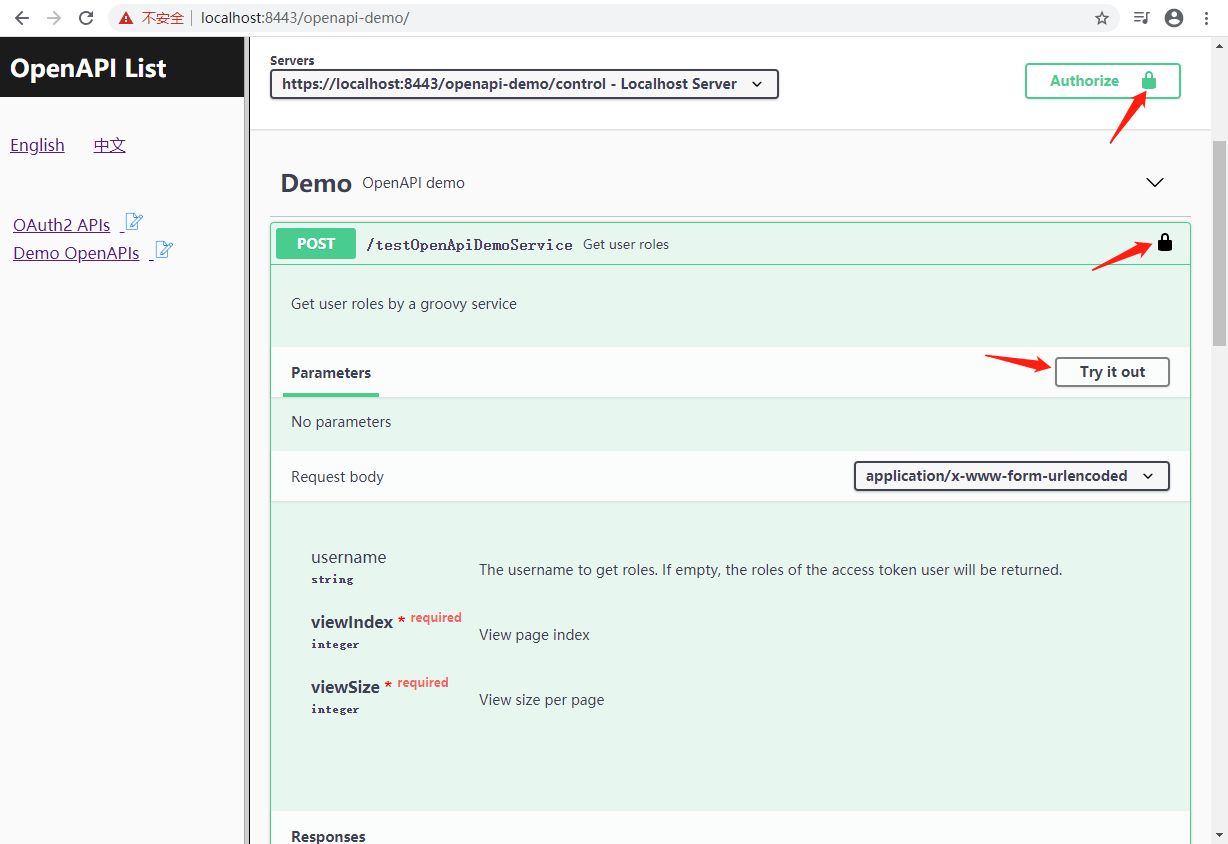 不安全 localhost:8443/openapi-demo/
OpenAPI List
English 中文
OAuth2 APIs
Demo OpenAPIs
Servers
https://localhost:8443/openapi-demo/control - Localhost Server
Authorize
Demo OpenAPI demo
POST /testOpenApiDemoService Get user roles
Get user roles by a groovy service
Parameters Try it out
No parameters
Request body application/x-www-form-urlencoded
username
string
The username to get roles. If empty, the roles of the access token user will be returned.
viewIndex * required
integer
View page index
viewSize * required
integer
View size per page
Responses